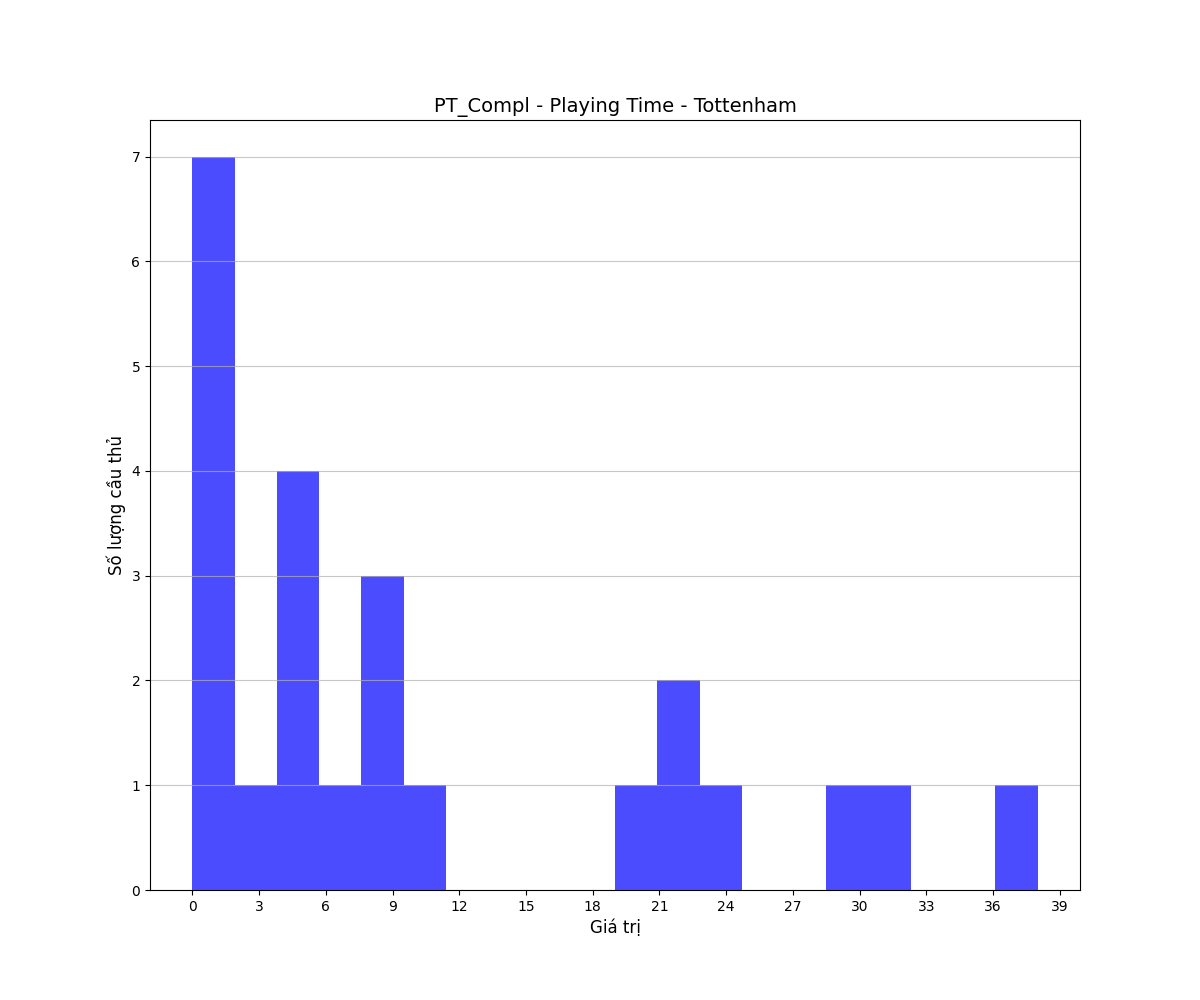 PT_Compl - Playing Time - Tottenham
7
6
5
4
3
2
1
0
Số lượng cầu thủ
0 3 6 9 12 15 18 21 24 27 30 33 36 39
Giá trị